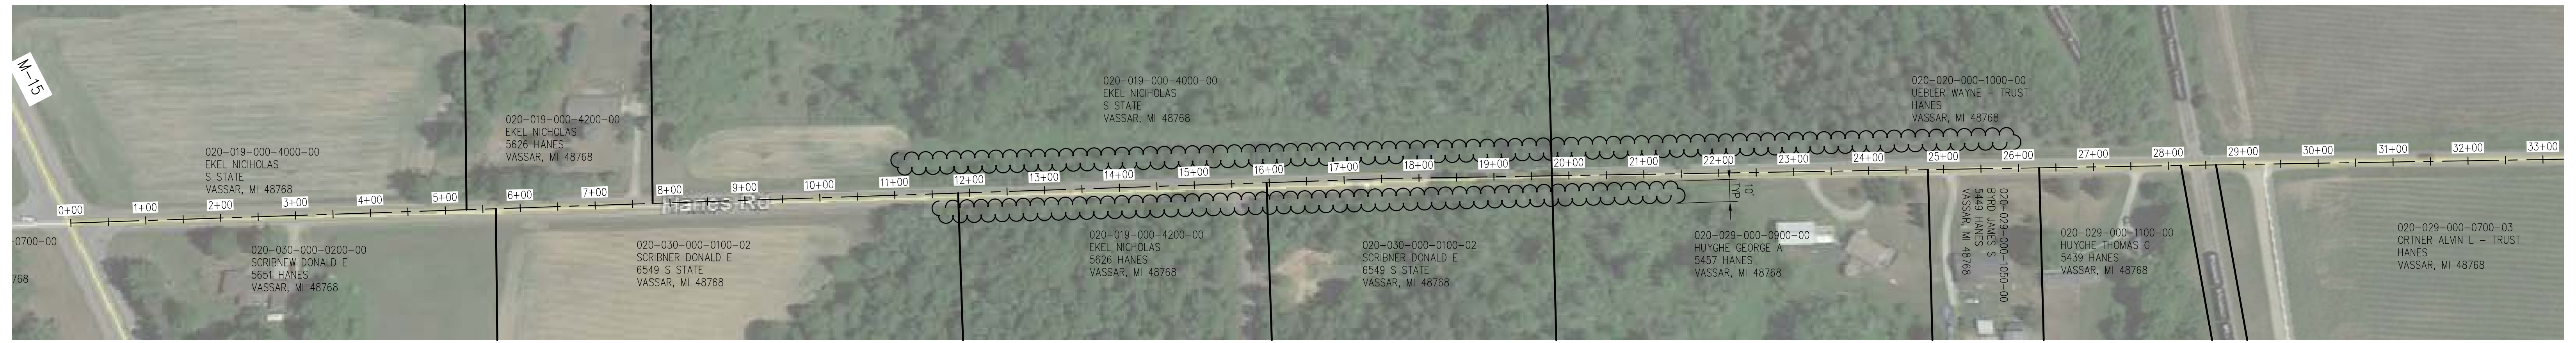 M-15
020-019-000-4000-00
EKEL NICIHOLAS
S STATE
VASSAR, MI 48768
020-019-000-4200-00
EKEL NICHOLAS
5626 HANES
VASSAR, MI 48768
020-019-000-4000-00
EKEL NICIHOLAS
S STATE
VASSAR, MI 48768
020-020-000-1000-00
UEBLER WAYNE - TRUST
HANES
VASSAR, MI 48768
0+00
1+00
2+00
3+00
4+00
5+00
6+00
7+00
8+00
9+00
10+00
11+00
12+00
13+00
14+00
15+00
16+00
17+00
18+00
19+00
20+00
21+00
22+00
23+00
24+00
25+00
26+00
27+00
28+00
29+00
30+00
31+00
32+00
33+00
Hanes Rd
10'
TYP
-0700-00
768
020-030-000-0200-00
SCRIBNEW DONALD E
5651 HANES
VASSAR, MI 48768
020-030-000-0100-02
SCRIBNER DONALD E
6549 S STATE
VASSAR, MI 48768
020-019-000-4200-00
EKEL NICHOLAS
5626 HANES
VASSAR, MI 48768
020-030-000-0100-02
SCRIBNER DONALD E
6549 S STATE
VASSAR, MI 48768
020-029-000-0900-00
HUYGHE GEORGE A
5457 HANES
VASSAR, MI 48768
020-029-000-1050-00
BYRD JAMES S
5449 HANES
VASSAR, MI 48768
020-029-000-1100-00
HUYGHE THOMAS G
5439 HANES
VASSAR, MI 48768
020-029-000-0700-03
ORTNER ALVIN L - TRUST
HANES
VASSAR, MI 48768